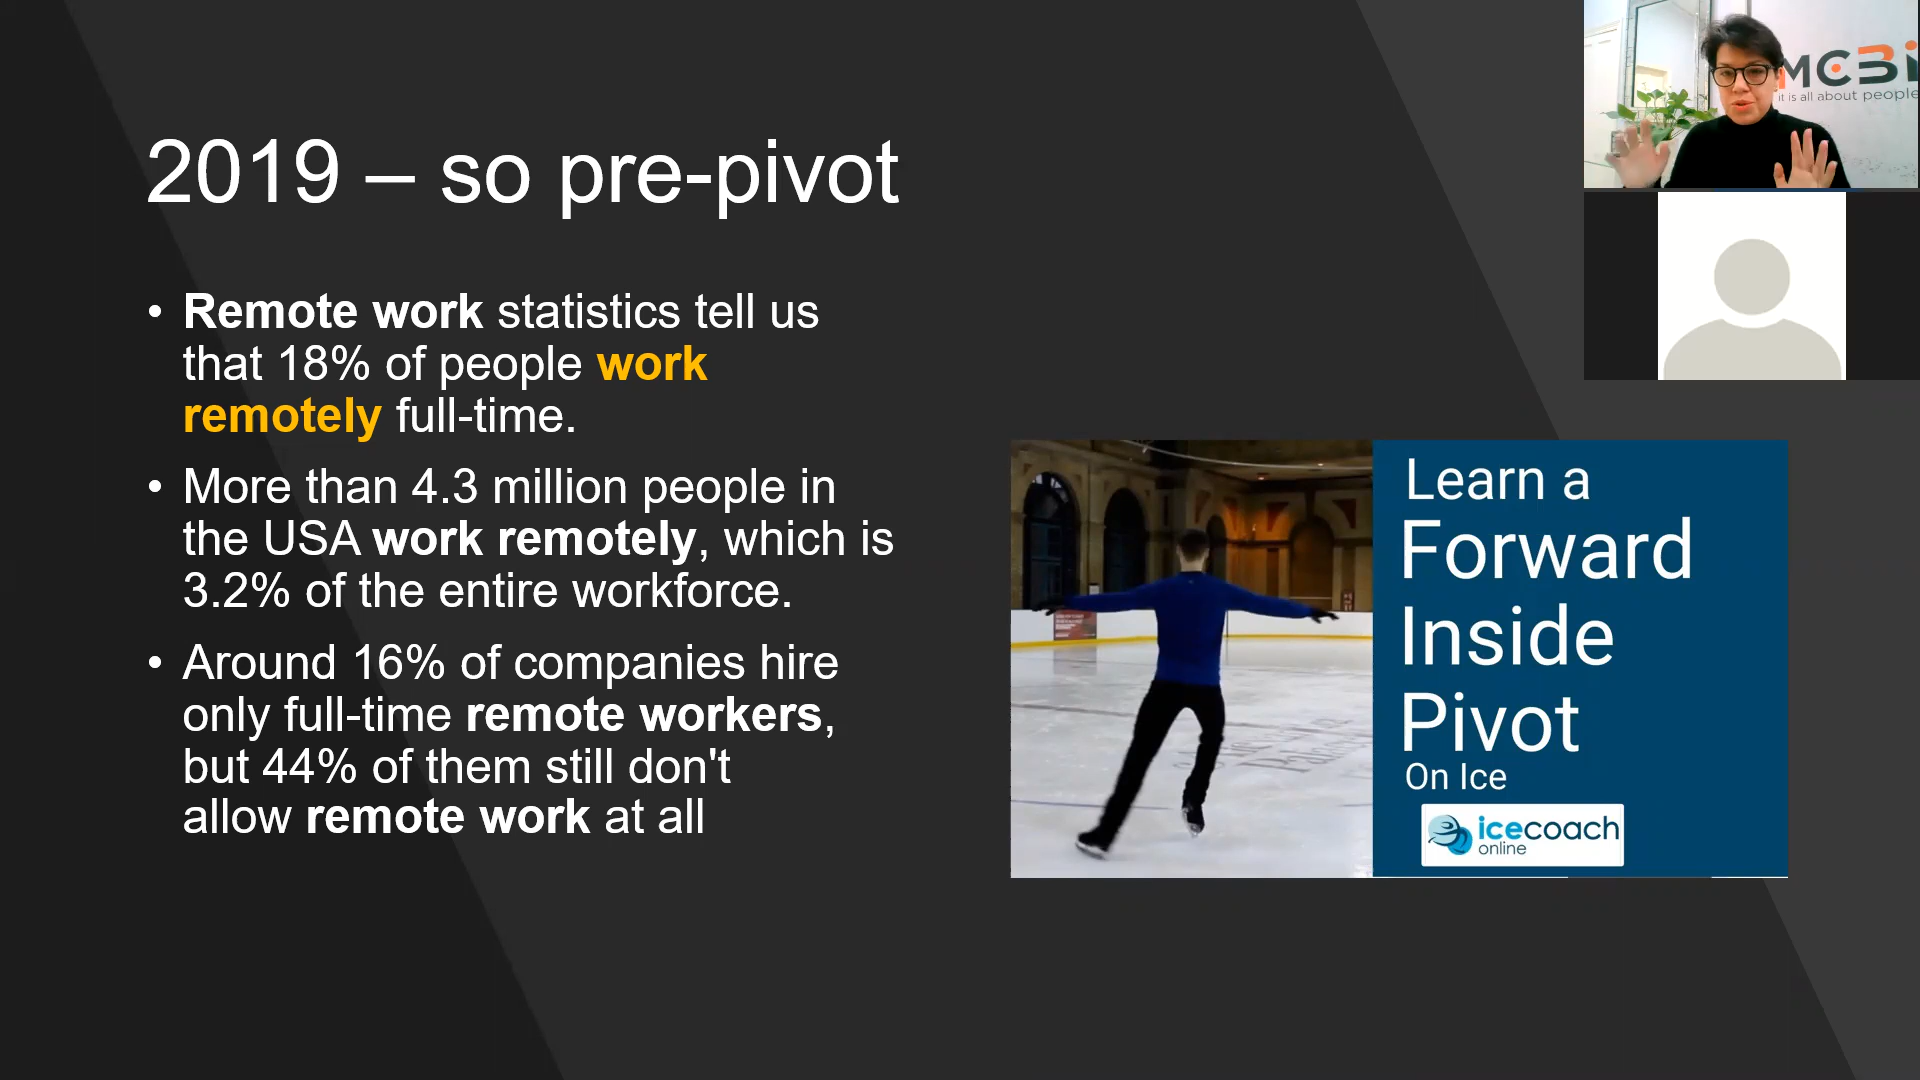 2019 – so pre-pivot
• Remote work statistics tell us
that 18% of people work
remotely full-time.
• More than 4.3 million people in
the USA work remotely, which is
3.2% of the entire workforce.
• Around 16% of companies hire
only full-time remote workers,
but 44% of them still don't
allow remote work at all
Learn a
Forward
Inside
Pivot
On Ice
icecoach
online
MCBi
it is all about people